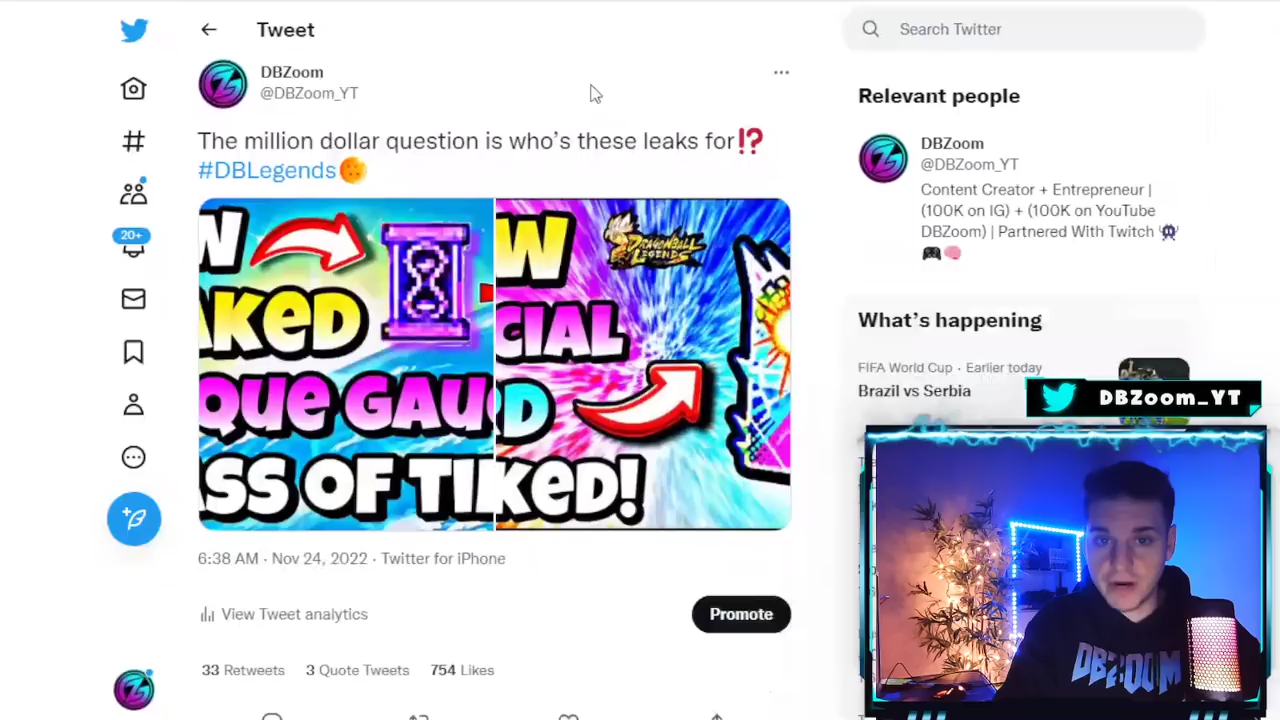 Tweet
Search Twitter
DBZoom
@DBZoom_YT
The million dollar question is who's these leaks for⁉️
#DBLegends
W
AKED
QUE GAU
ASS OF TI
W
DRAGONBALL
LEGENDS
CIAL
D
KED!
6:38 AM · Nov 24, 2022 · Twitter for iPhone
View Tweet analytics
Promote
33 Retweets 3 Quote Tweets 754 Likes
20+
Relevant people
DBZoom
@DBZoom_YT
Content Creator + Entrepreneur |
(100K on IG) + (100K on YouTube
DBZoom) | Partnered With Twitch
What's happening
FIFA World Cup · Earlier today
Brazil vs Serbia
DBZoom_YT
DBZOOM